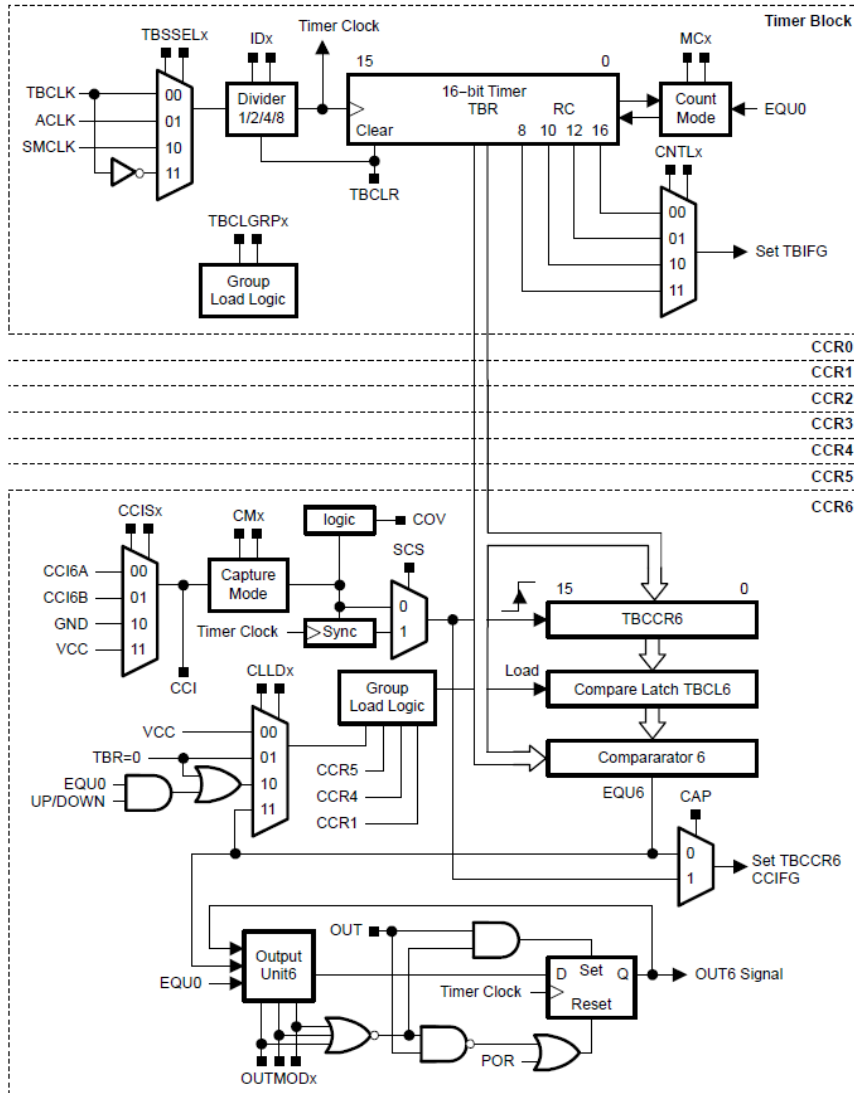 Timer Block
TBSSELx
IDx
Timer Clock
15
0
MCx
TBCLK
ACLK
SMCLK
00
01
10
11
Divider
1/2/4/8
16−bit Timer
TBR
RC
Clear
8
10
12
16
Count
Mode
EQU0
TBCLR
CNTLx
00
01
10
11
Set TBIFG
TBCLGRPx
Group
Load Logic
CCR0
CCR1
CCR2
CCR3
CCR4
CCR5
CCR6
CCISx
CMx
logic
COV
SCS
CCI6A
CCI6B
GND
VCC
00
01
10
11
Capture
Mode
0
1
Timer Clock
Sync
CCI
15
0
TBCCR6
Load
Compare Latch TBCL6
Compararator 6
EQU6
CLLDx
Group
Load Logic
VCC
TBR=0
EQU0
UP/DOWN
00
01
10
11
CCR5
CCR4
CCR1
CAP
0
1
Set TBCCR6
CCIFG
OUT
Output
Unit6
EQU0
D
Set
Q
Timer Clock
Reset
OUT6 Signal
POR
OUTMODx